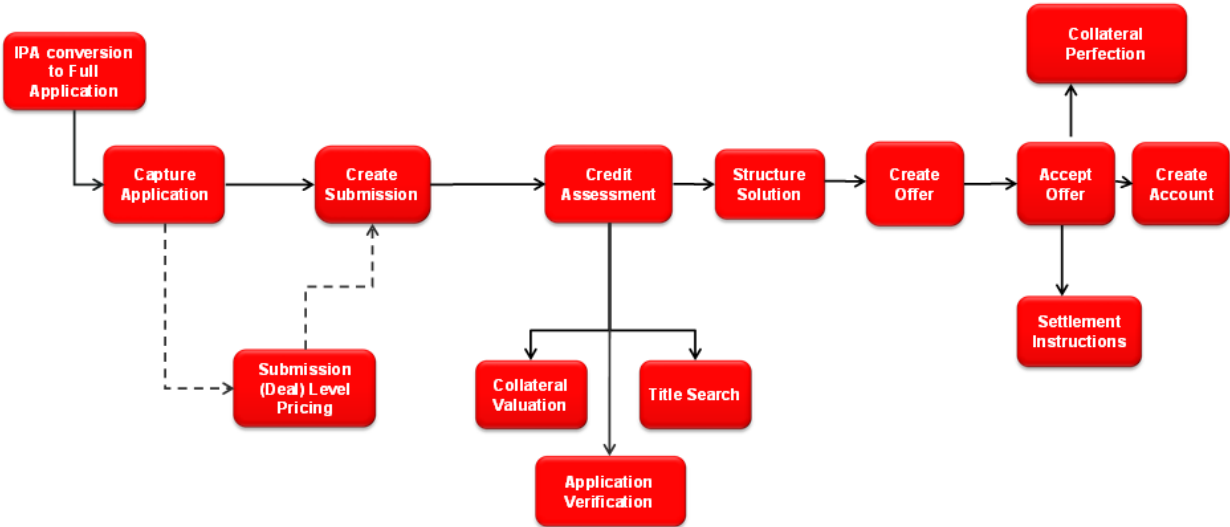 IPA conversion
to Full
Application
Collateral
Perfection
Capture
Application
Create
Submission
Credit
Assessment
Structure
Solution
Create
Offer
Accept
Offer
Create
Account
Submission
(Deal) Level
Pricing
Collateral
Valuation
Title Search
Settlement
Instructions
Application
Verification